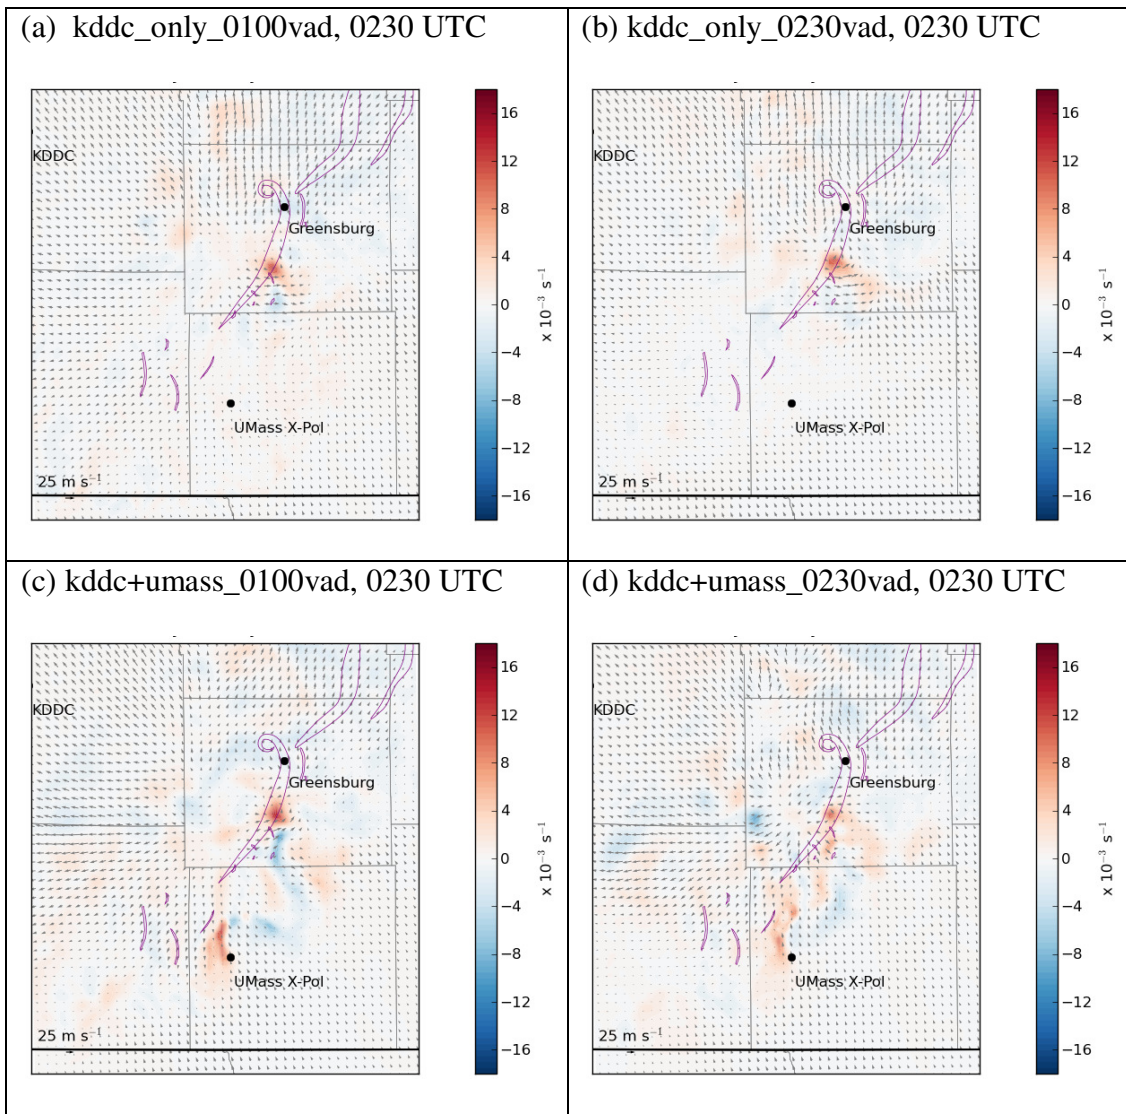 (a) kddc_only_0100vad, 0230 UTC
KDDC
Greensburg
UMass X-Pol
25 m s⁻¹
16
12
8
4
0
−4
−8
−12
−16
x 10⁻³ s⁻¹
(b) kddc_only_0230vad, 0230 UTC
KDDC
Greensburg
UMass X-Pol
25 m s⁻¹
16
12
8
4
0
−4
−8
−12
−16
x 10⁻³ s⁻¹
(c) kddc+umass_0100vad, 0230 UTC
KDDC
Greensburg
UMass X-Pol
25 m s⁻¹
16
12
8
4
0
−4
−8
−12
−16
x 10⁻³ s⁻¹
(d) kddc+umass_0230vad, 0230 UTC
KDDC
Greensburg
UMass X-Pol
25 m s⁻¹
16
12
8
4
0
−4
−8
−12
−16
x 10⁻³ s⁻¹